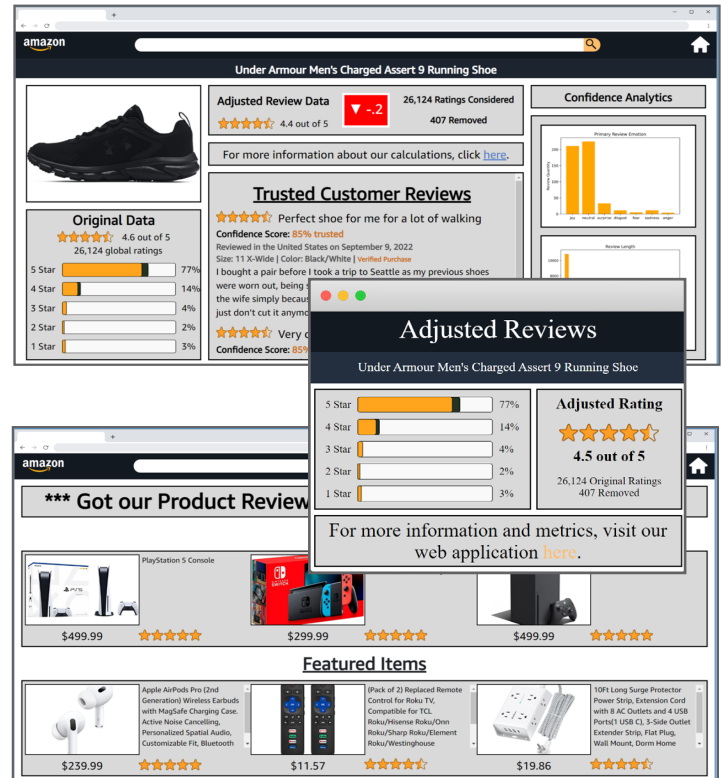 amazon
Under Armour Men's Charged Assert 9 Running Shoe
Adjusted Review Data
4.4 out of 5
▼ -.2
26,124 Ratings Considered
407 Removed
For more information about our calculations, click here.
Original Data
4.6 out of 5
26,124 global ratings
5 Star 77%
4 Star 14%
3 Star 4%
2 Star 2%
1 Star 3%
Trusted Customer Reviews
Perfect shoe for me for a lot of walking
Confidence Score: 85% trusted
Reviewed in the United States on September 9, 2022
Size: 11 X-Wide | Color: Black/White | Verified Purchase
I bought a pair before I took a trip to Seattle as my previous shoes
were worn out, being
the wife simply
just don't cut it
Very
Confidence Score: 85%
Confidence Analytics
Primary Review Emotion
Review Quantity
200
150
100
50
0
joy neutral surprise disgust fear sadness anger
Review Length
10000
Adjusted Reviews
Under Armour Men's Charged Assert 9 Running Shoe
5 Star 77%
4 Star 14%
3 Star 4%
2 Star 2%
1 Star 3%
Adjusted Rating
4.5 out of 5
26,124 Original Ratings
407 Removed
For more information and metrics, visit our
web application here.
amazon
*** Got our Product Review
PlayStation 5 Console
$499.99
$299.99
$499.99
Featured Items
Apple AirPods Pro (2nd
Generation) Wireless Earbuds
with MagSafe Charging Case.
Active Noise Cancelling,
Personalized Spatial Audio,
Customizable Fit, Bluetooth
$239.99
(Pack of 2) Replaced Remote
Control for Roku TV,
Compatible for TCL
Roku/Hisense Roku/Onn
Roku/Sharp Roku/Element
Roku/Westinghouse
$11.57
10Ft Long Surge Protector
Power Strip, Extension Cord
with 8 AC Outlets and 4 USB
Ports(1 USB C), 3-Side Outlet
Extender Strip, Flat Plug,
Wall Mount, Dorm Home
$19.86